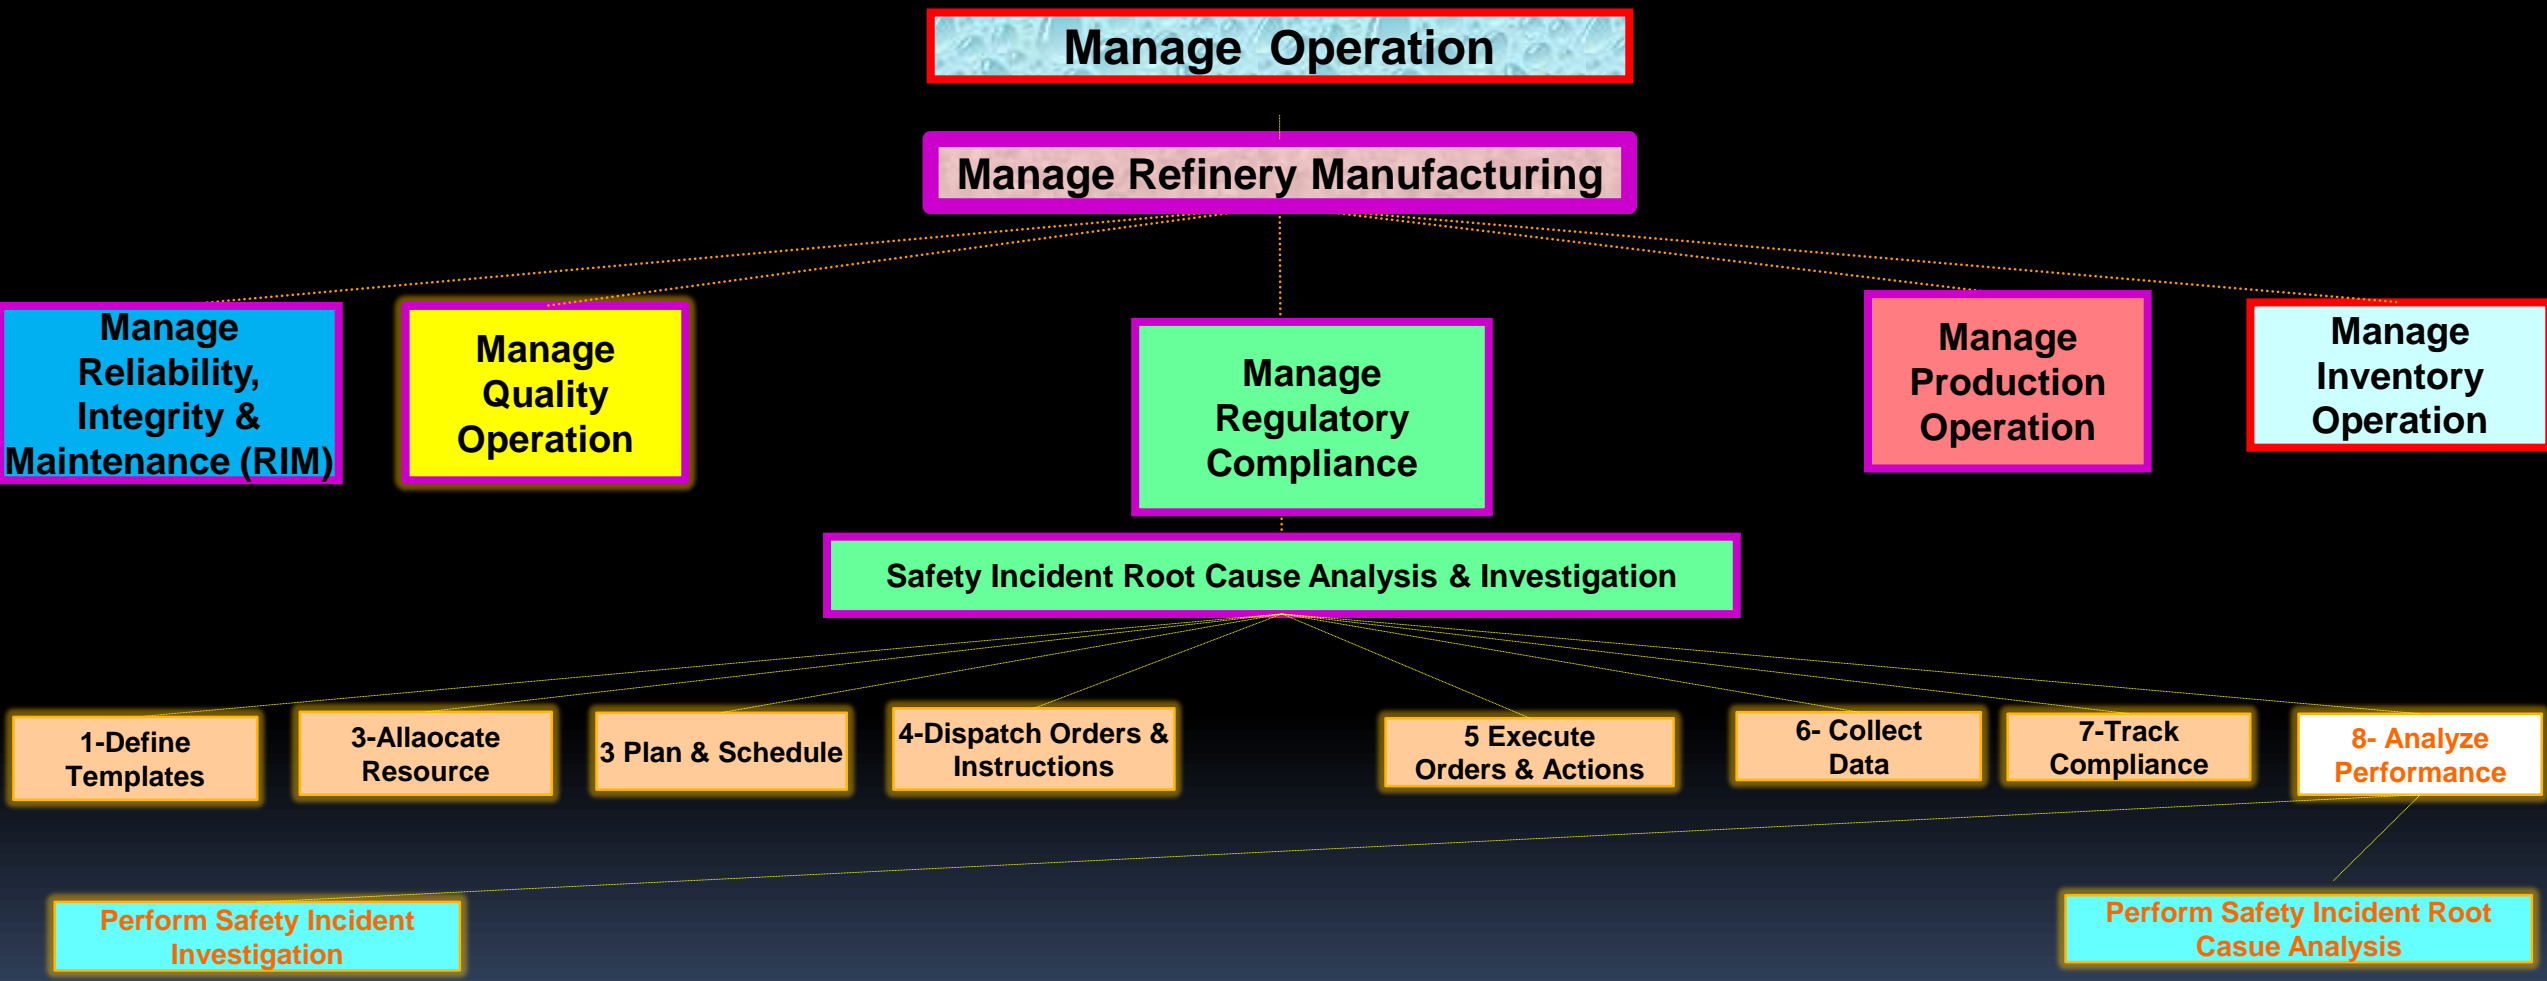 Manage  Operation
Manage Refinery Manufacturing
Manage
Reliability,
Integrity &
Maintenance (RIM)
Manage
Quality
Operation
Manage
Regulatory
Compliance
Manage
Production
Operation
Manage
Inventory
Operation
Safety Incident Root Cause Analysis & Investigation
1-Define
Templates
3-Allaocate
Resource
3 Plan & Schedule
4-Dispatch Orders &
Instructions
5 Execute
Orders & Actions
6- Collect
Data
7-Track
Compliance
8- Analyze
Performance
Perform Safety Incident
Investigation
Perform Safety Incident Root
Casue Analysis